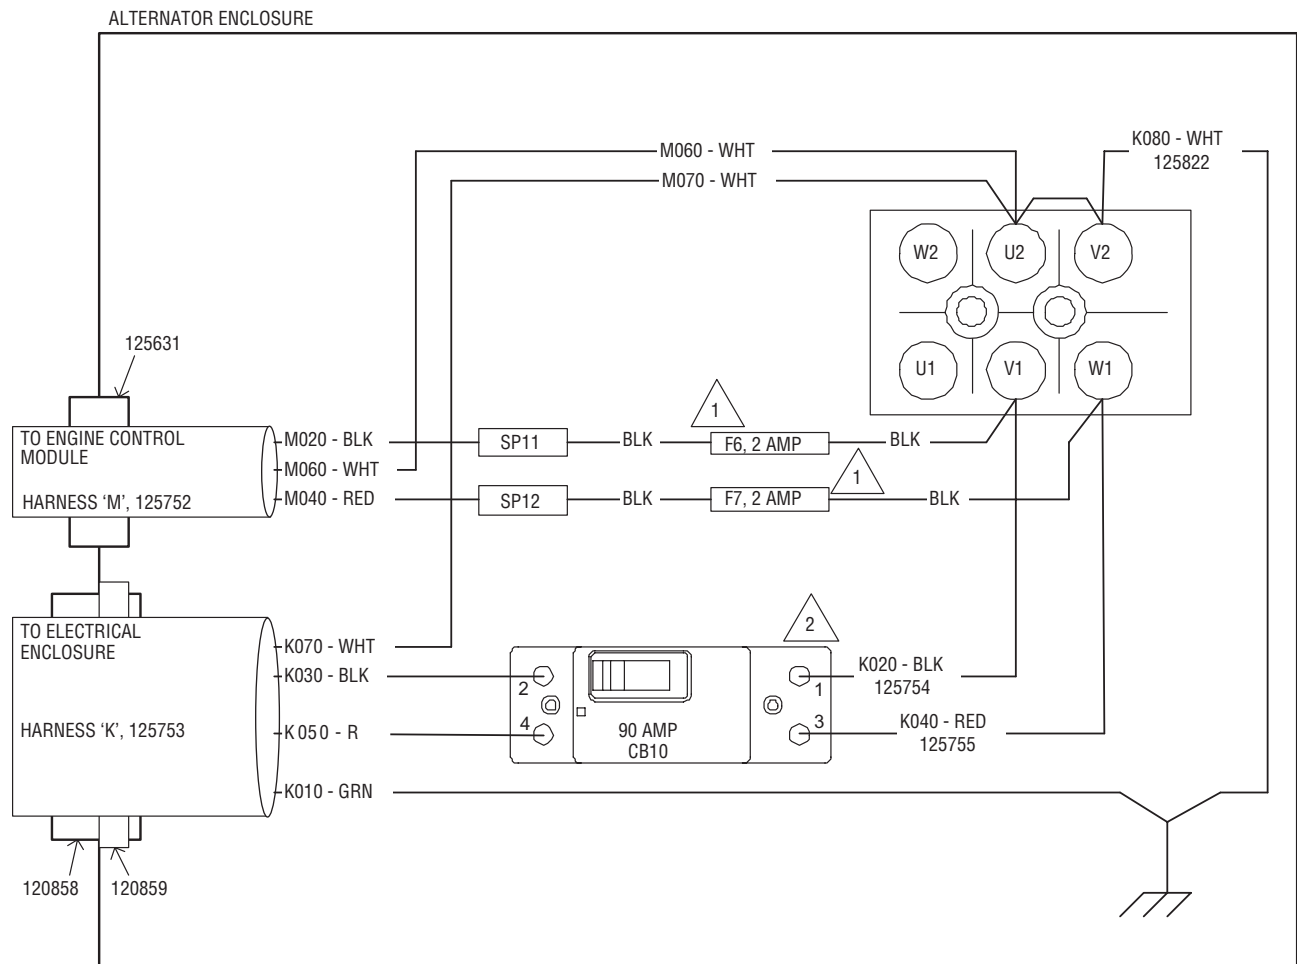 ALTERNATOR ENCLOSURE
M060 - WHT
K080 - WHT
125822
M070 - WHT
W2
U2
V2
125631
U1
V1
W1
1
TO ENGINE CONTROL
MODULE
HARNESS ‘M’, 125752
M020 - BLK
SP11
BLK
F6, 2 AMP
BLK
M060 - WHT
1
M040 - RED
SP12
BLK
F7, 2 AMP
BLK
TO ELECTRICAL
ENCLOSURE
HARNESS ‘K’, 125753
2
K070 - WHT
K030 - BLK
2
1
K020 - BLK
125754
K050 - R
4
90 AMP
CB10
3
K040 - RED
125755
K010 - GRN
120858
120859